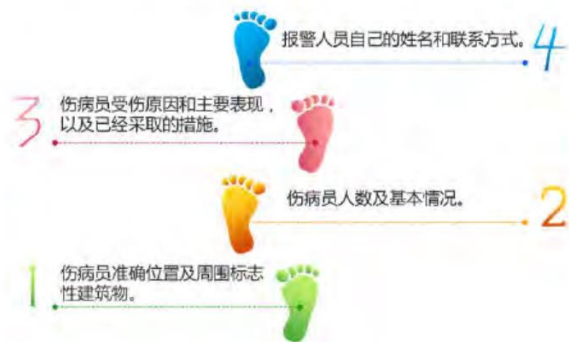 报警人员自己的姓名和联系方式。
4
3
伤病员受伤原因和主要表现，
以及已经采取的措施。
伤病员人数及基本情况。
2
1
伤病员准确位置及周围标志
性建筑物。